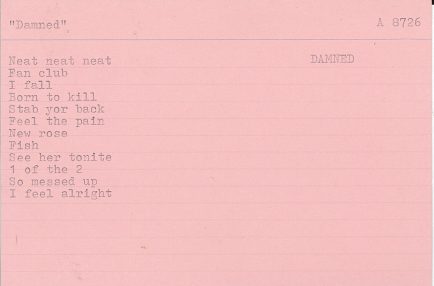 "Damned" A 8726
Neat neat neat DAMNED
Fan club
I fall
Born to kill
Stab yor back
Feel the pain
New rose
Fish
See her tonite
1 of the 2
So messed up
I feel alright